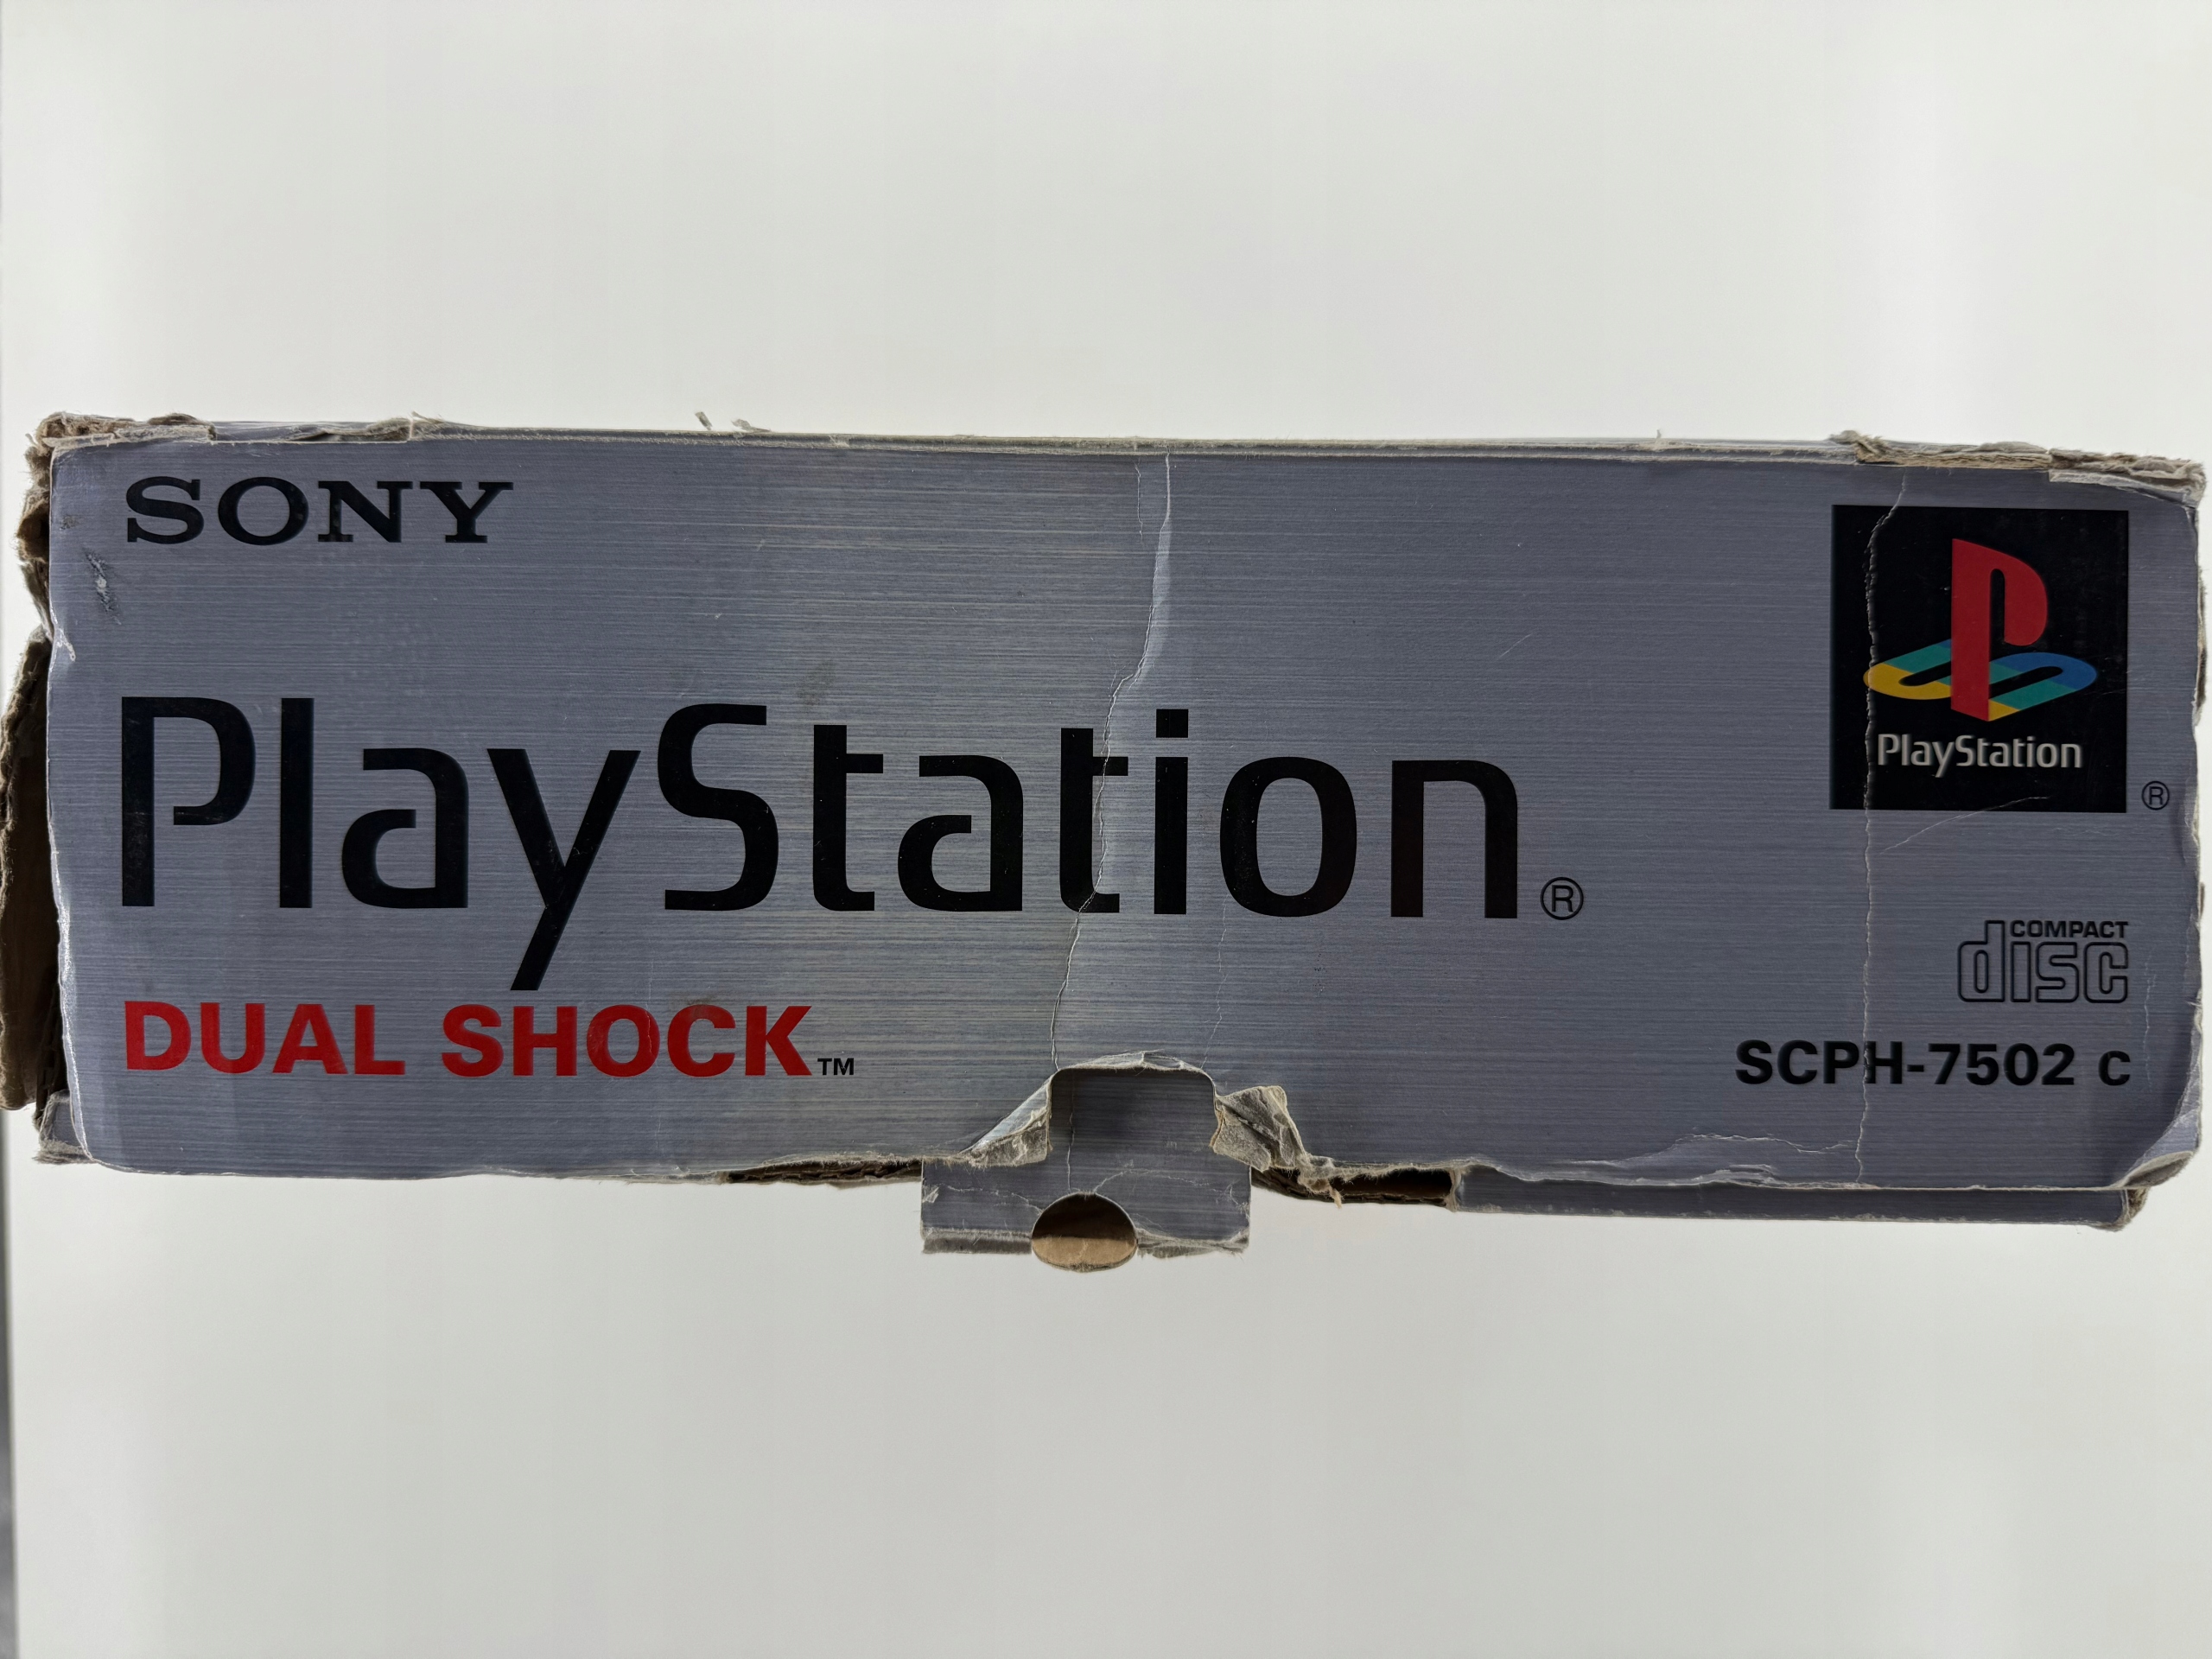 SONY
PlayStation®
DUAL SHOCK™
PlayStation
®
COMPACT
disc
SCPH-7502 C